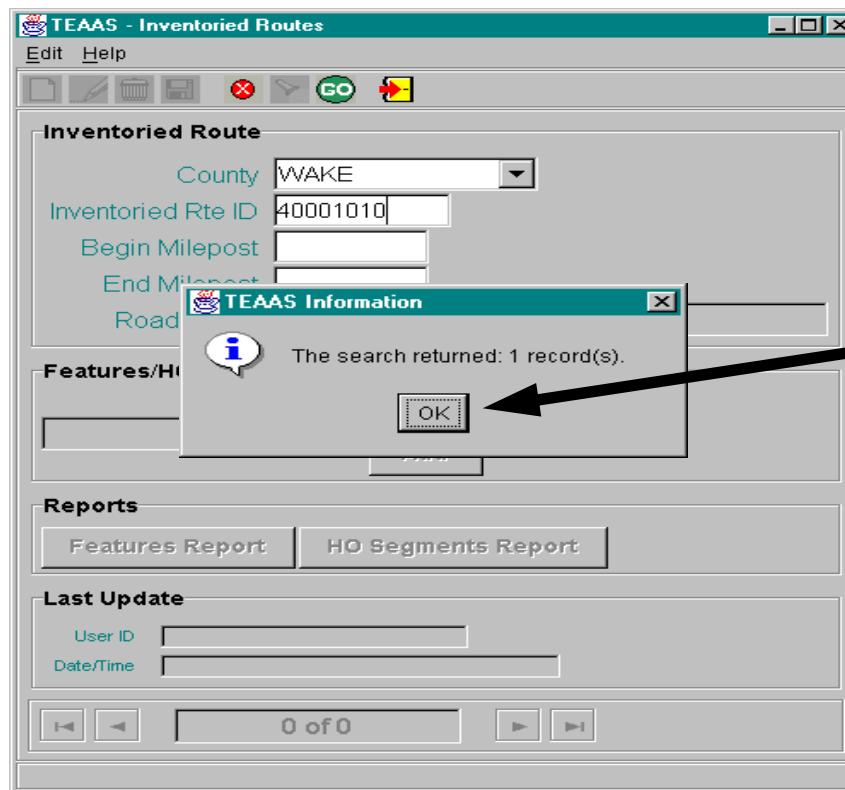 TEAAS - Inventoried Routes
Edit Help
GO
Inventoried Route
County WAKE
Inventoried Rte ID 40001010
Begin Milepost
End Milepost
Road
TEAAS Information
The search returned: 1 record(s).
OK
Features/H
Reports
Features Report HO Segments Report
Last Update
User ID
Date/Time
0 of 0